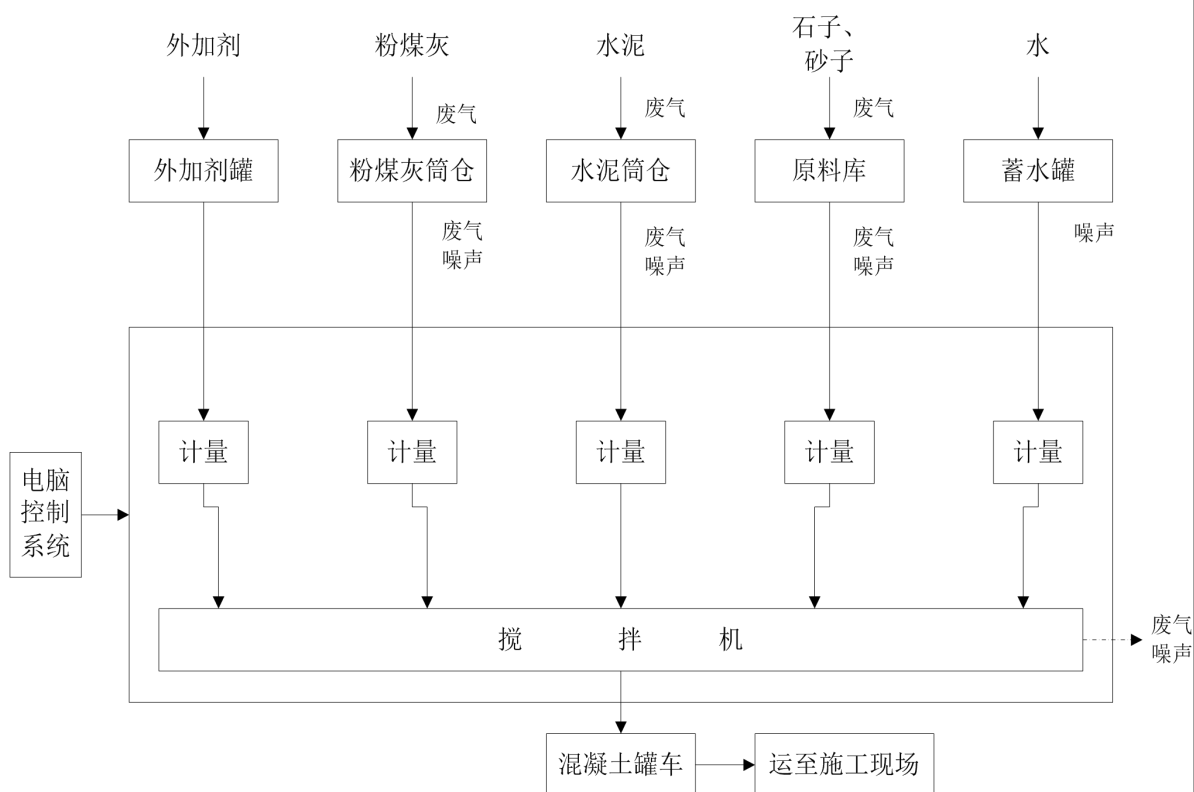 外加剂
粉煤灰
水泥
石子、
砂子
水
废气
废气
废气
外加剂罐
粉煤灰筒仓
水泥筒仓
原料库
蓄水罐
废气
噪声
废气
噪声
废气
噪声
噪声
计量
计量
计量
计量
计量
电脑
控制
系统
搅拌机
废气
噪声
混凝土罐车
运至施工现场